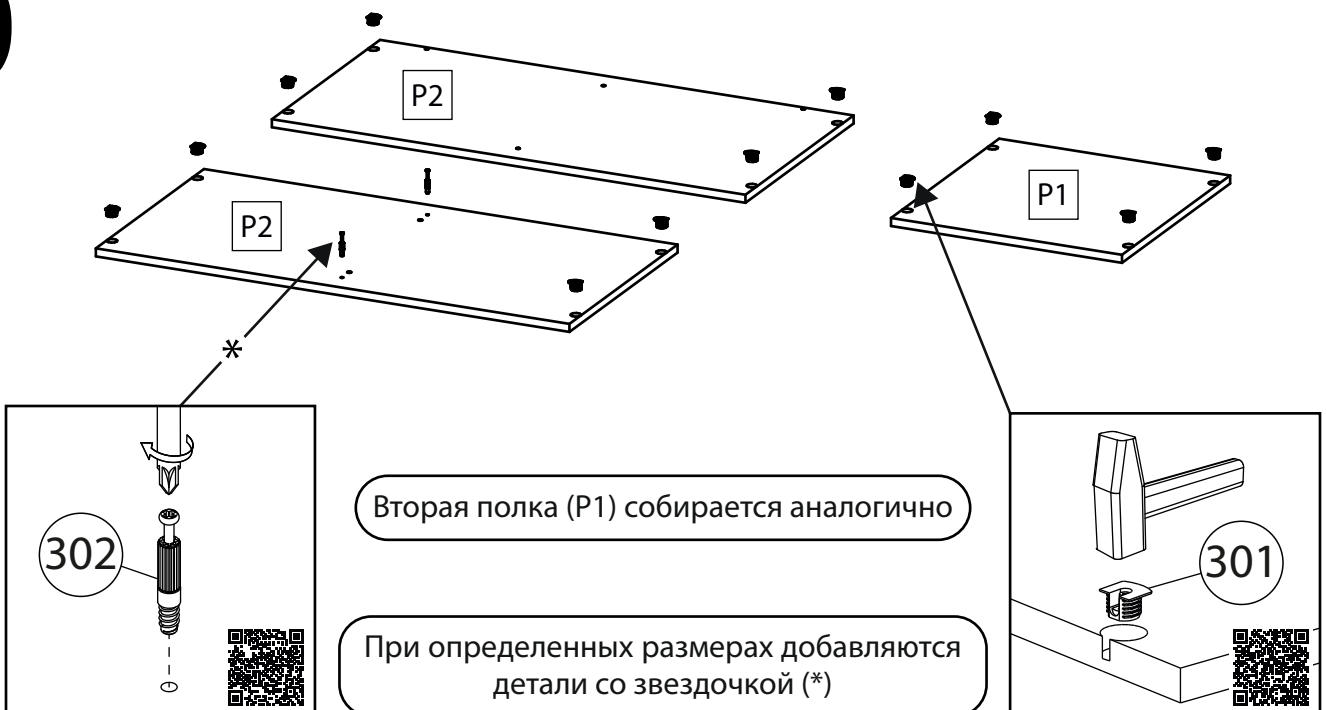 P2
P2
P1
*
302
Вторая полка (P1) собирается аналогично
При определенных размерах добавляются
детали со звездочкой (*)
301